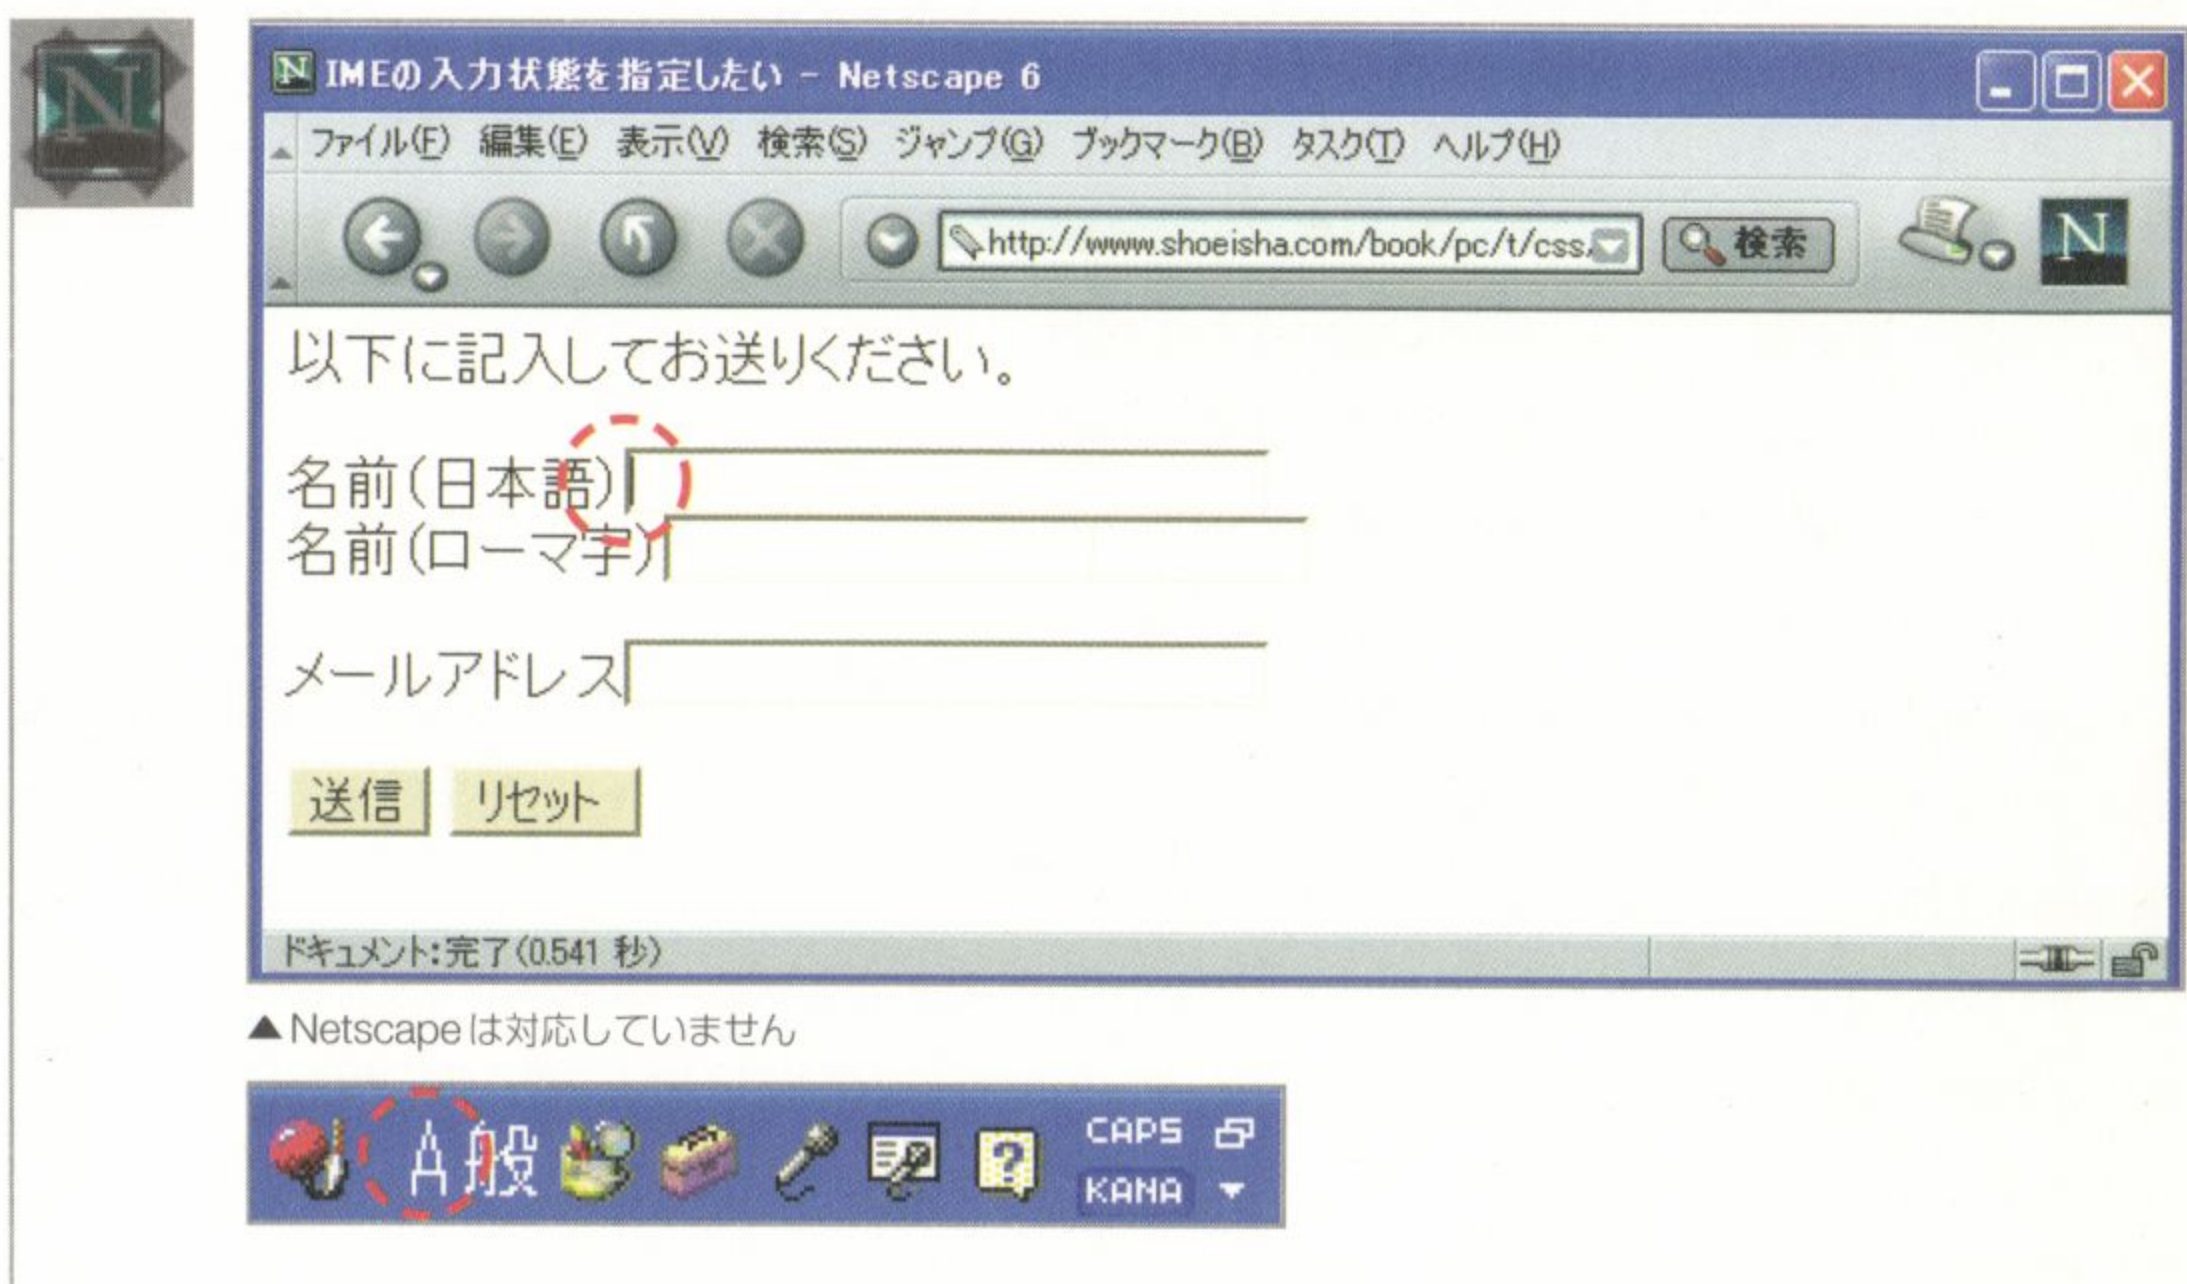 N
N IMEの入力状態を指定したい - Netscape 6
ファイル(F) 編集(E) 表示(V) 検索(S) ジャンプ(G) ブックマーク(B) タスク(T) ヘルプ(H)
http://www.shoeisha.com/book/pc/t/css/ 検索 N
以下に記入してお送りください。
名前(日本語)
名前(ローマ字)
メールアドレス
送信 リセット
ドキュメント:完了(0.541 秒)
▲Netscapeは対応していません
A 般 ? CAPS
KANA